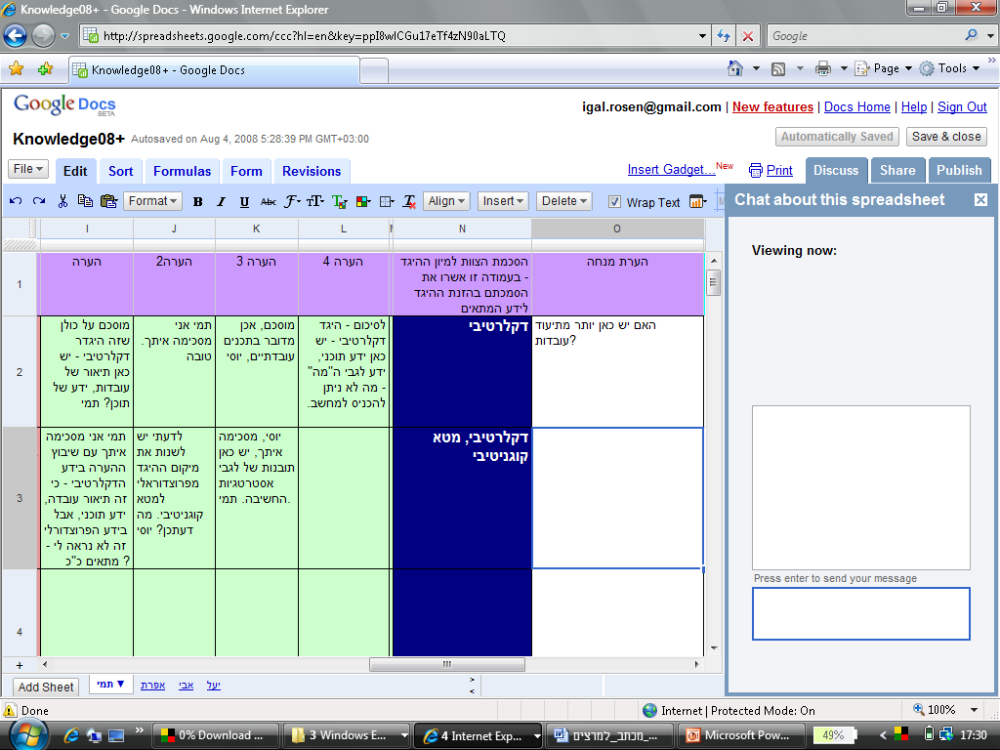 Knowledge08+ - Google Docs - Windows Internet Explorer
http://spreadsheets.google.com/ccc?hl=en&key=ppI8wlCGu17eTf4zN90aLTQ
Google
Knowledge08+ - Google Docs
Page
Tools
Google Docs
BETA
igal.rosen@gmail.com | New features | Docs Home | Help | Sign Out
Knowledge08+ Autosaved on Aug 4, 2008 5:28:39 PM GMT+03:00
Automatically Saved
Save & close
File
Edit
Sort
Formulas
Form
Revisions
Insert Gadget... New
Print
Discuss
Share
Publish
Format
B
I
U
Abc
Align
Insert
Delete
Wrap Text
Chat about this spreadsheet
Viewing now:
I
J
K
L
N
O
1
הערה
הערה2
הערה 3
הערה 4
הסכמת הצוות למיון ההיגד
- בעמודה זו אשרו את
הסמכתם בהזנת ההיגד
לידע המתאים
הערת מנחה
2
מוסכם על כולן
שזה היגדר
דקלרטיבי - יש
כאן תיאור של
עובדות, ידע של
תוכן? תמי
תמי אני
מסכימה איתך.
טובה
מוסכם, אכן
מדובר בתכנים
עובדתיים, יוסי
לסיכום - היגד
דקלרטיבי - יש
כאן ידע תוכני,
ידע לגבי ה"מה"
- מה לא ניתן
להכניס למחשב.
דקלרטיבי
האם יש כאן יותר מתיעוד
עובדות?
3
תמי אני מסכימה
איתך עם שיבוץ
ההערה בידע
הדקלרטיבי - כי
זה תיאור עובדה,
ידע תוכני, אבל
בידע הפרוצדורלי
זה לא נראה לי -
מתאים כ"כ ?
לדעתי יש
לשנות את
מיקום ההיגד
מפרוצדוראלי
למטא
קוגניטיבי. מה
דעתכן? יוסי
יוסי, מסכימה
איתך, יש כאן
תובנות של לגבי
אסטרטגיות
החשיבה. תמי.
דקלרטיבי, מטא
קוגניטיבי
4
Press enter to send your message
Add Sheet
תמי
אפרת
אבי
יעל
Done
Internet | Protected Mode: On
100%
0% Download ...
3 Windows E...
4 Internet Exp...
מכתב_למרצים_...
Microsoft Pow...
49%
17:30